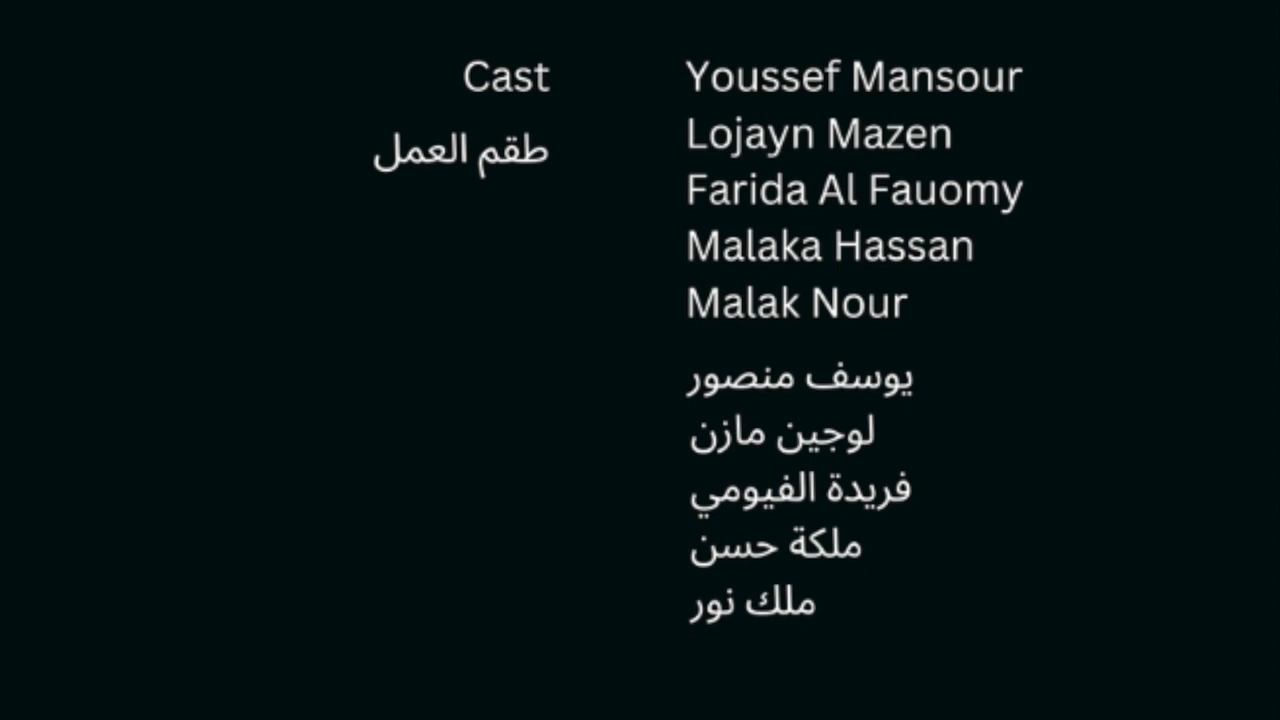 Cast
طقم العمل
Youssef Mansour
Lojayn Mazen
Farida Al Fauomy
Malaka Hassan
Malak Nour
يوسف منصور
لوجين مازن
فريدة الفيومي
ملكة حسن
ملك نور